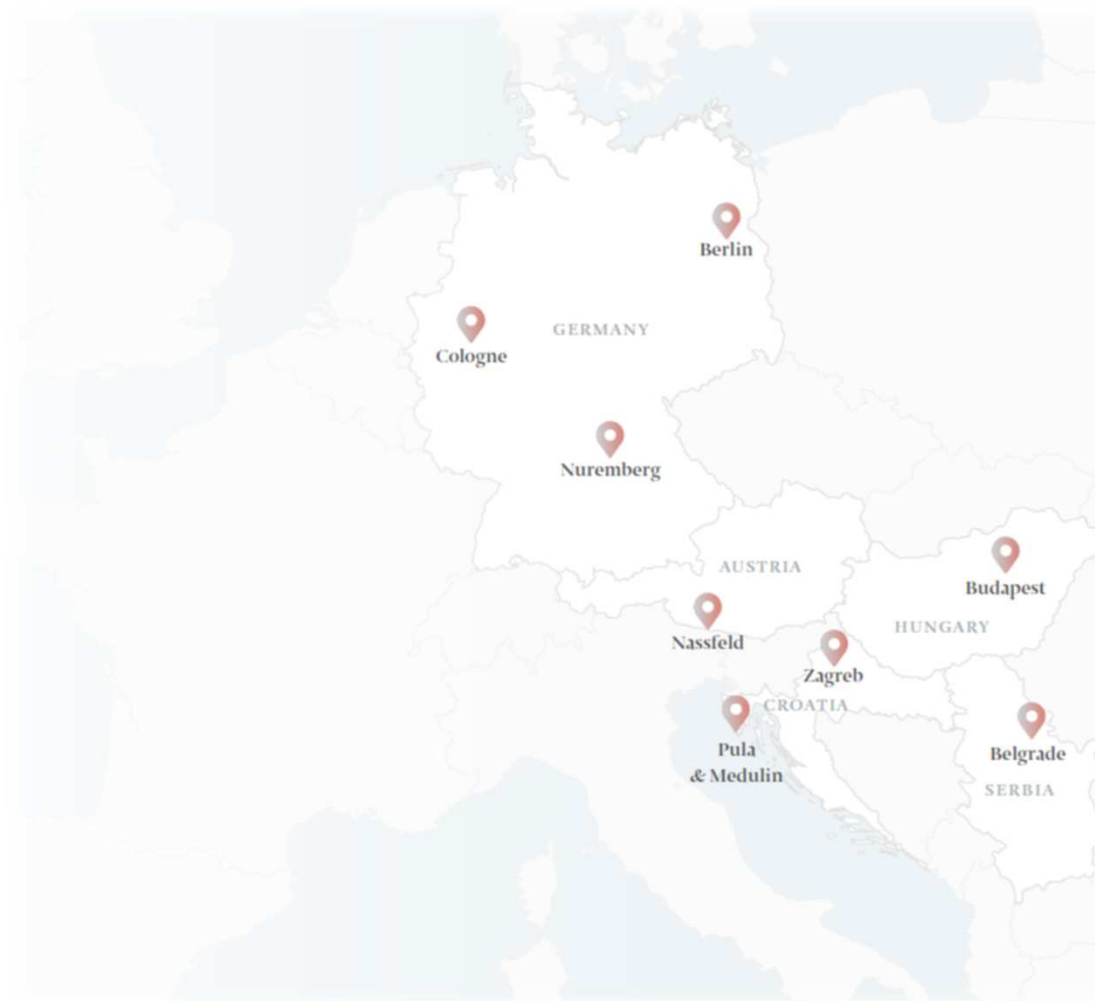 Berlin
GERMANY
Cologne
Nuremberg
AUSTRIA
Budapest
HUNGARY
Nassfeld
Zagreb
CROATIA
Pula
& Medulin
Belgrade
SERBIA